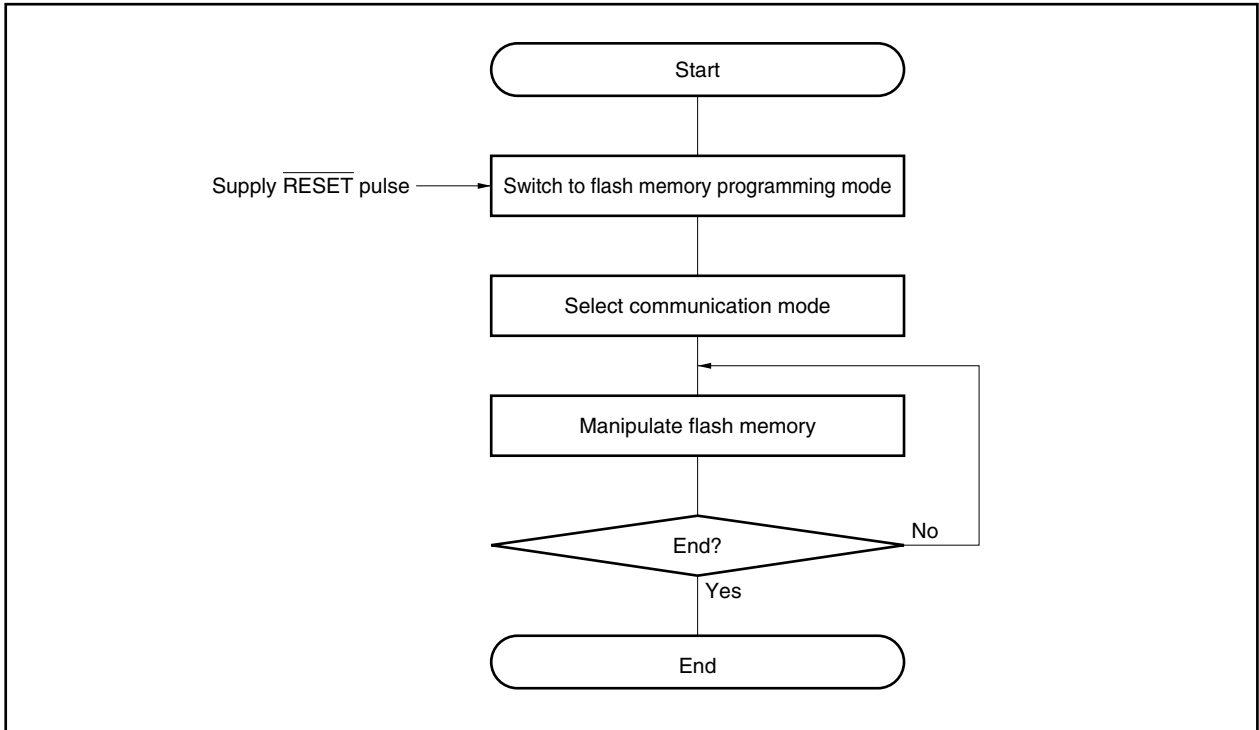 Start
Supply R̅E̅S̅E̅T̅ pulse
Switch to flash memory programming mode
Select communication mode
Manipulate flash memory
End?
No
Yes
End